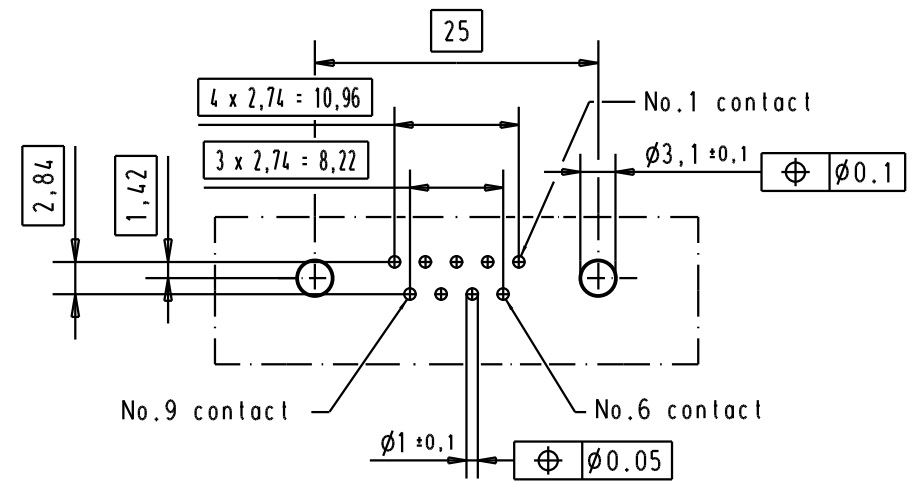 25
4 x 2,74 = 10,96
No.1 contact
3 x 2,74 = 8,22
Ø3,1 ±0,1
⌖ Ø0.1
2,84
1,42
No.9 contact
No.6 contact
Ø1 ±0,1
⌖ Ø0.05